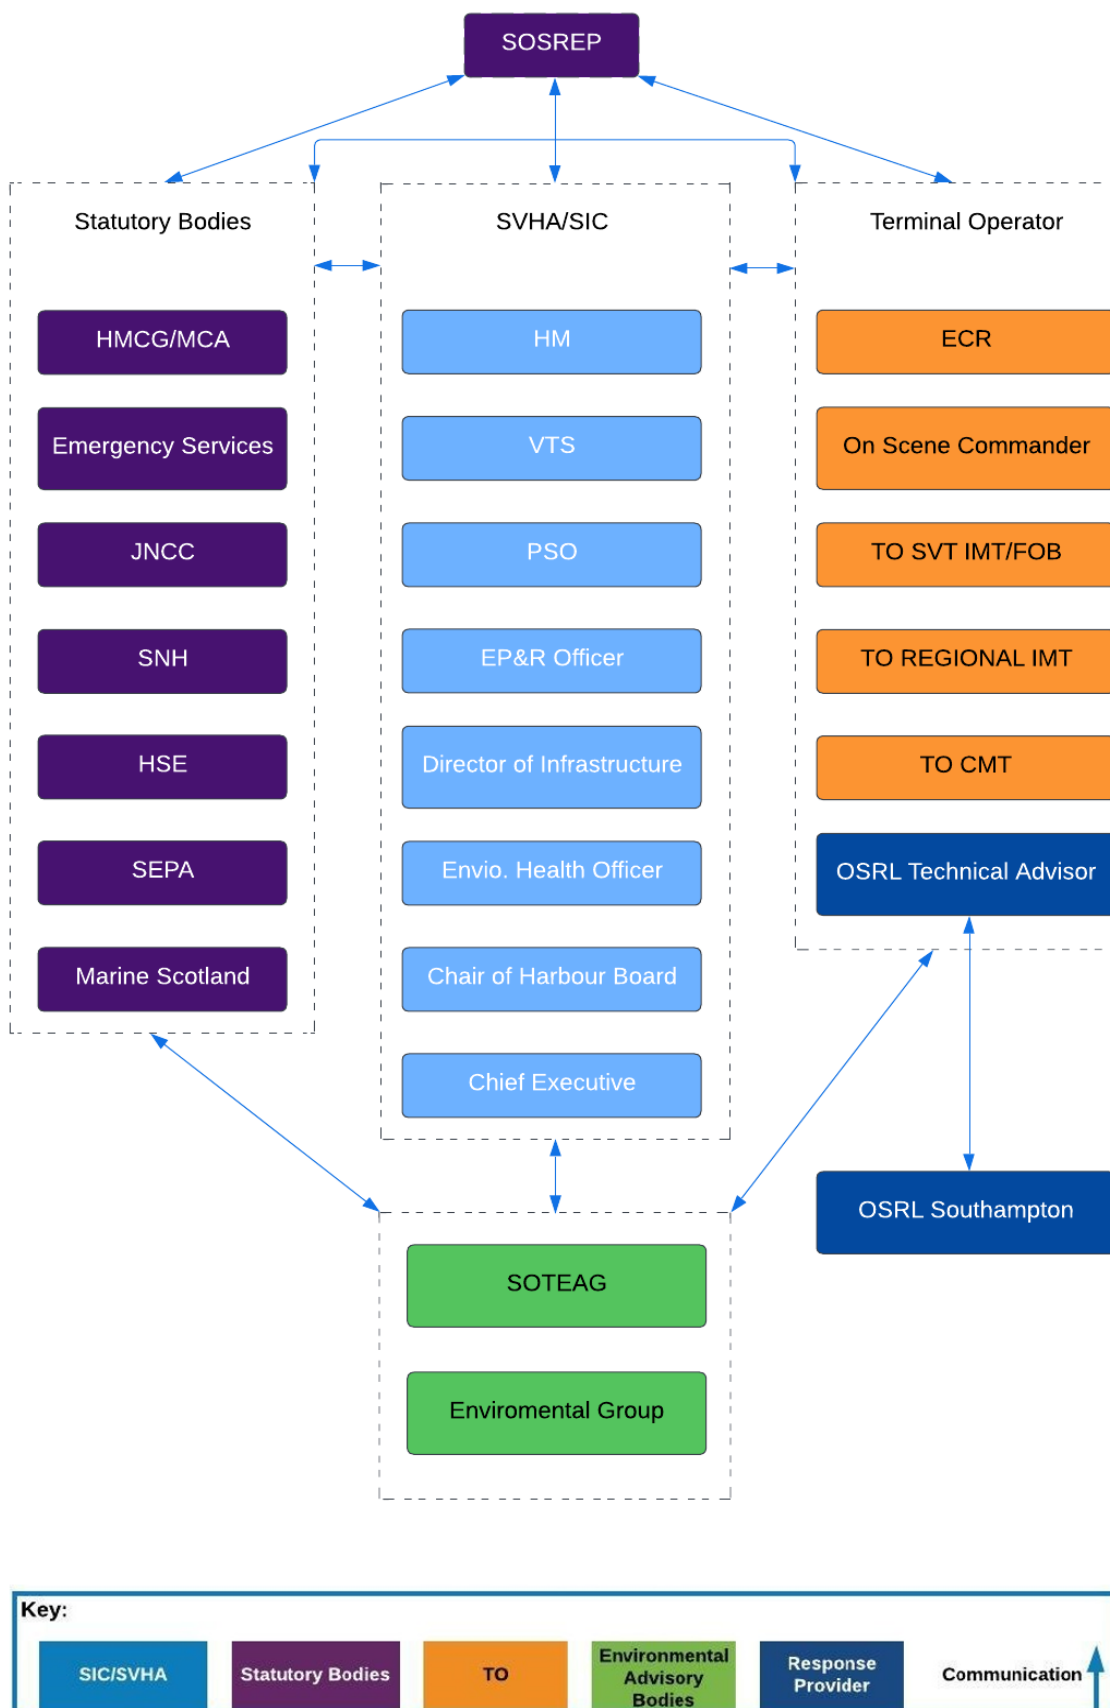 SOSREP
Statutory Bodies
HMCG/MCA
Emergency Services
JNCC
SNH
HSE
SEPA
Marine Scotland
SVHA/SIC
HM
VTS
PSO
EP&R Officer
Director of Infrastructure
Envio. Health Officer
Chair of Harbour Board
Chief Executive
Terminal Operator
ECR
On Scene Commander
TO SVT IMT/FOB
TO REGIONAL IMT
TO CMT
OSRL Technical Advisor
OSRL Southampton
SOTEAG
Enviromental Group
Key:
SIC/SVHA
Statutory Bodies
TO
Environmental
Advisory
Bodies
Response
Provider
Communication